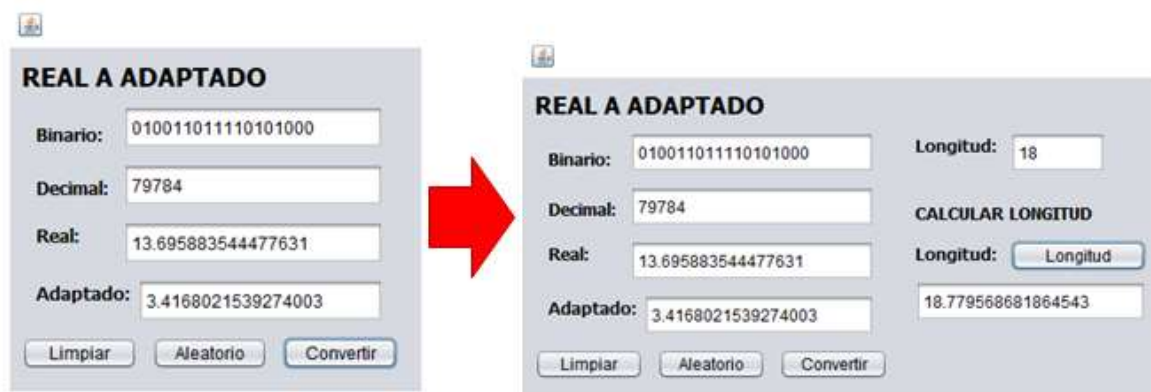 REAL A ADAPTADO
Binario: 010011011110101000
Decimal: 79784
Real: 13.695883544477631
Adaptado: 3.4168021539274003
Limpiar Aleatorio Convertir
REAL A ADAPTADO
Binario: 010011011110101000
Decimal: 79784
Real: 13.695883544477631
Adaptado: 3.4168021539274003
Limpiar Aleatorio Convertir
Longitud: 18
CALCULAR LONGITUD
Longitud: Longitud
18.779568681864543